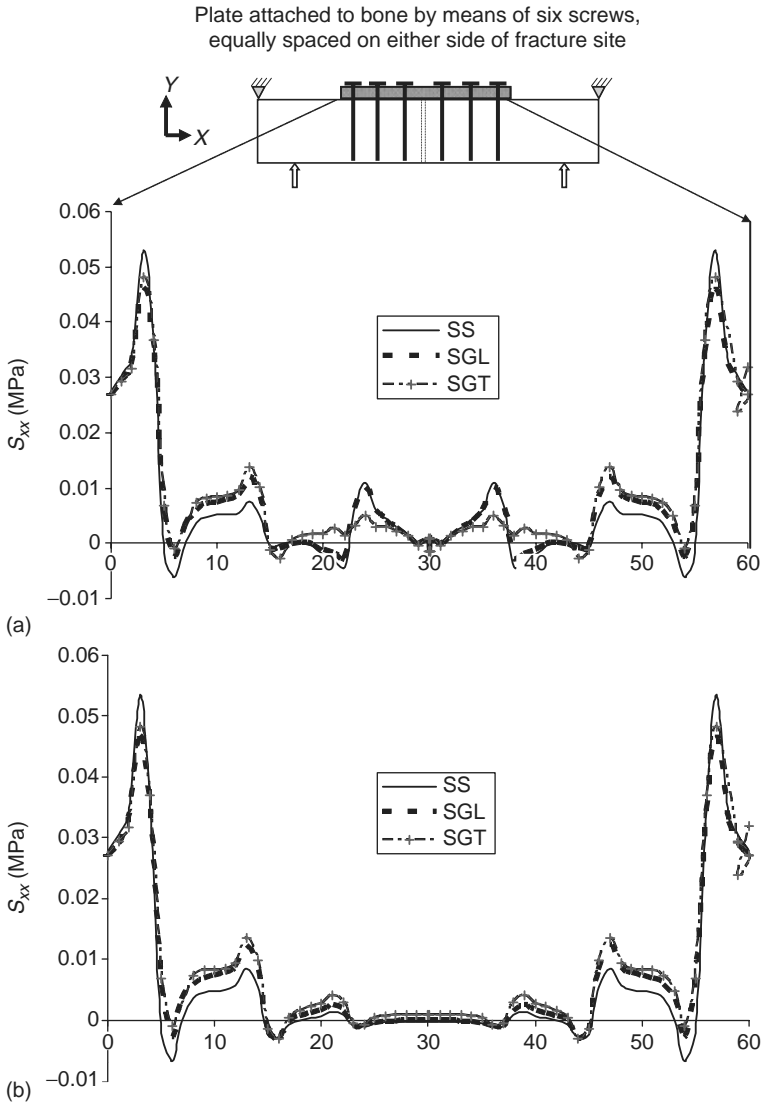 Plate attached to bone by means of six screws,
equally spaced on either side of fracture site
Y
X
0.06
0.05
0.04
0.03
0.02
0.01
0
−0.01
S_xx (MPa)
SS
SGL
SGT
0 10 20 30 40 50 60
(a)
0.06
0.05
0.04
0.03
0.02
0.01
0
−0.01
S_xx (MPa)
SS
SGL
SGT
0 10 20 30 40 50 60
(b)